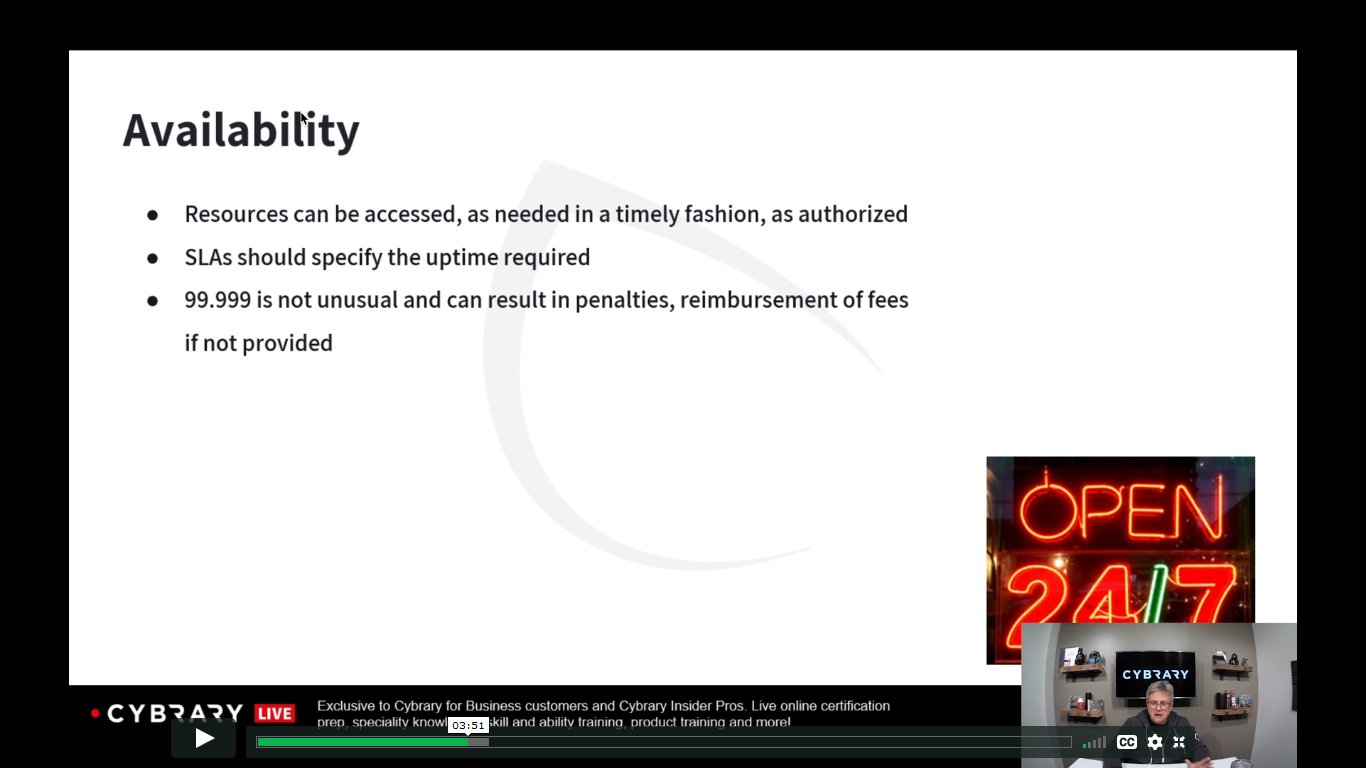 Availability
● Resources can be accessed, as needed in a timely fashion, as authorized
● SLAs should specify the uptime required
● 99.999 is not unusual and can result in penalties, reimbursement of fees
if not provided
OPEN
24/7
CYBRARY
CYBRARY LIVE
Exclusive to Cybrary for Business customers and Cybrary Insider Pros. Live online certification
prep, speciality skill and ability training, product training and more!
03:51
CC